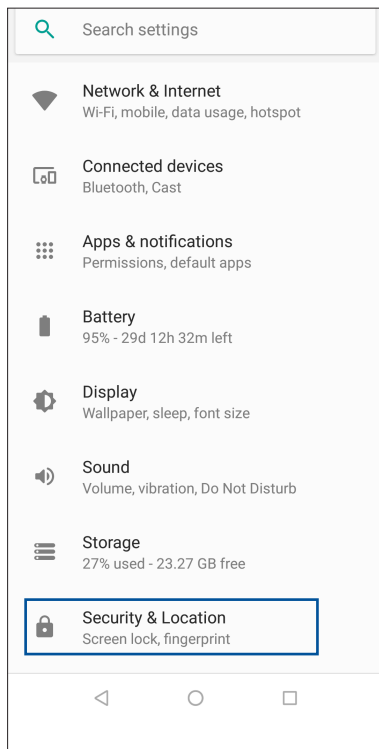 Search settings
Network & Internet
Wi-Fi, mobile, data usage, hotspot
Connected devices
Bluetooth, Cast
Apps & notifications
Permissions, default apps
Battery
95% - 29d 12h 32m left
Display
Wallpaper, sleep, font size
Sound
Volume, vibration, Do Not Disturb
Storage
27% used - 23.27 GB free
Security & Location
Screen lock, fingerprint